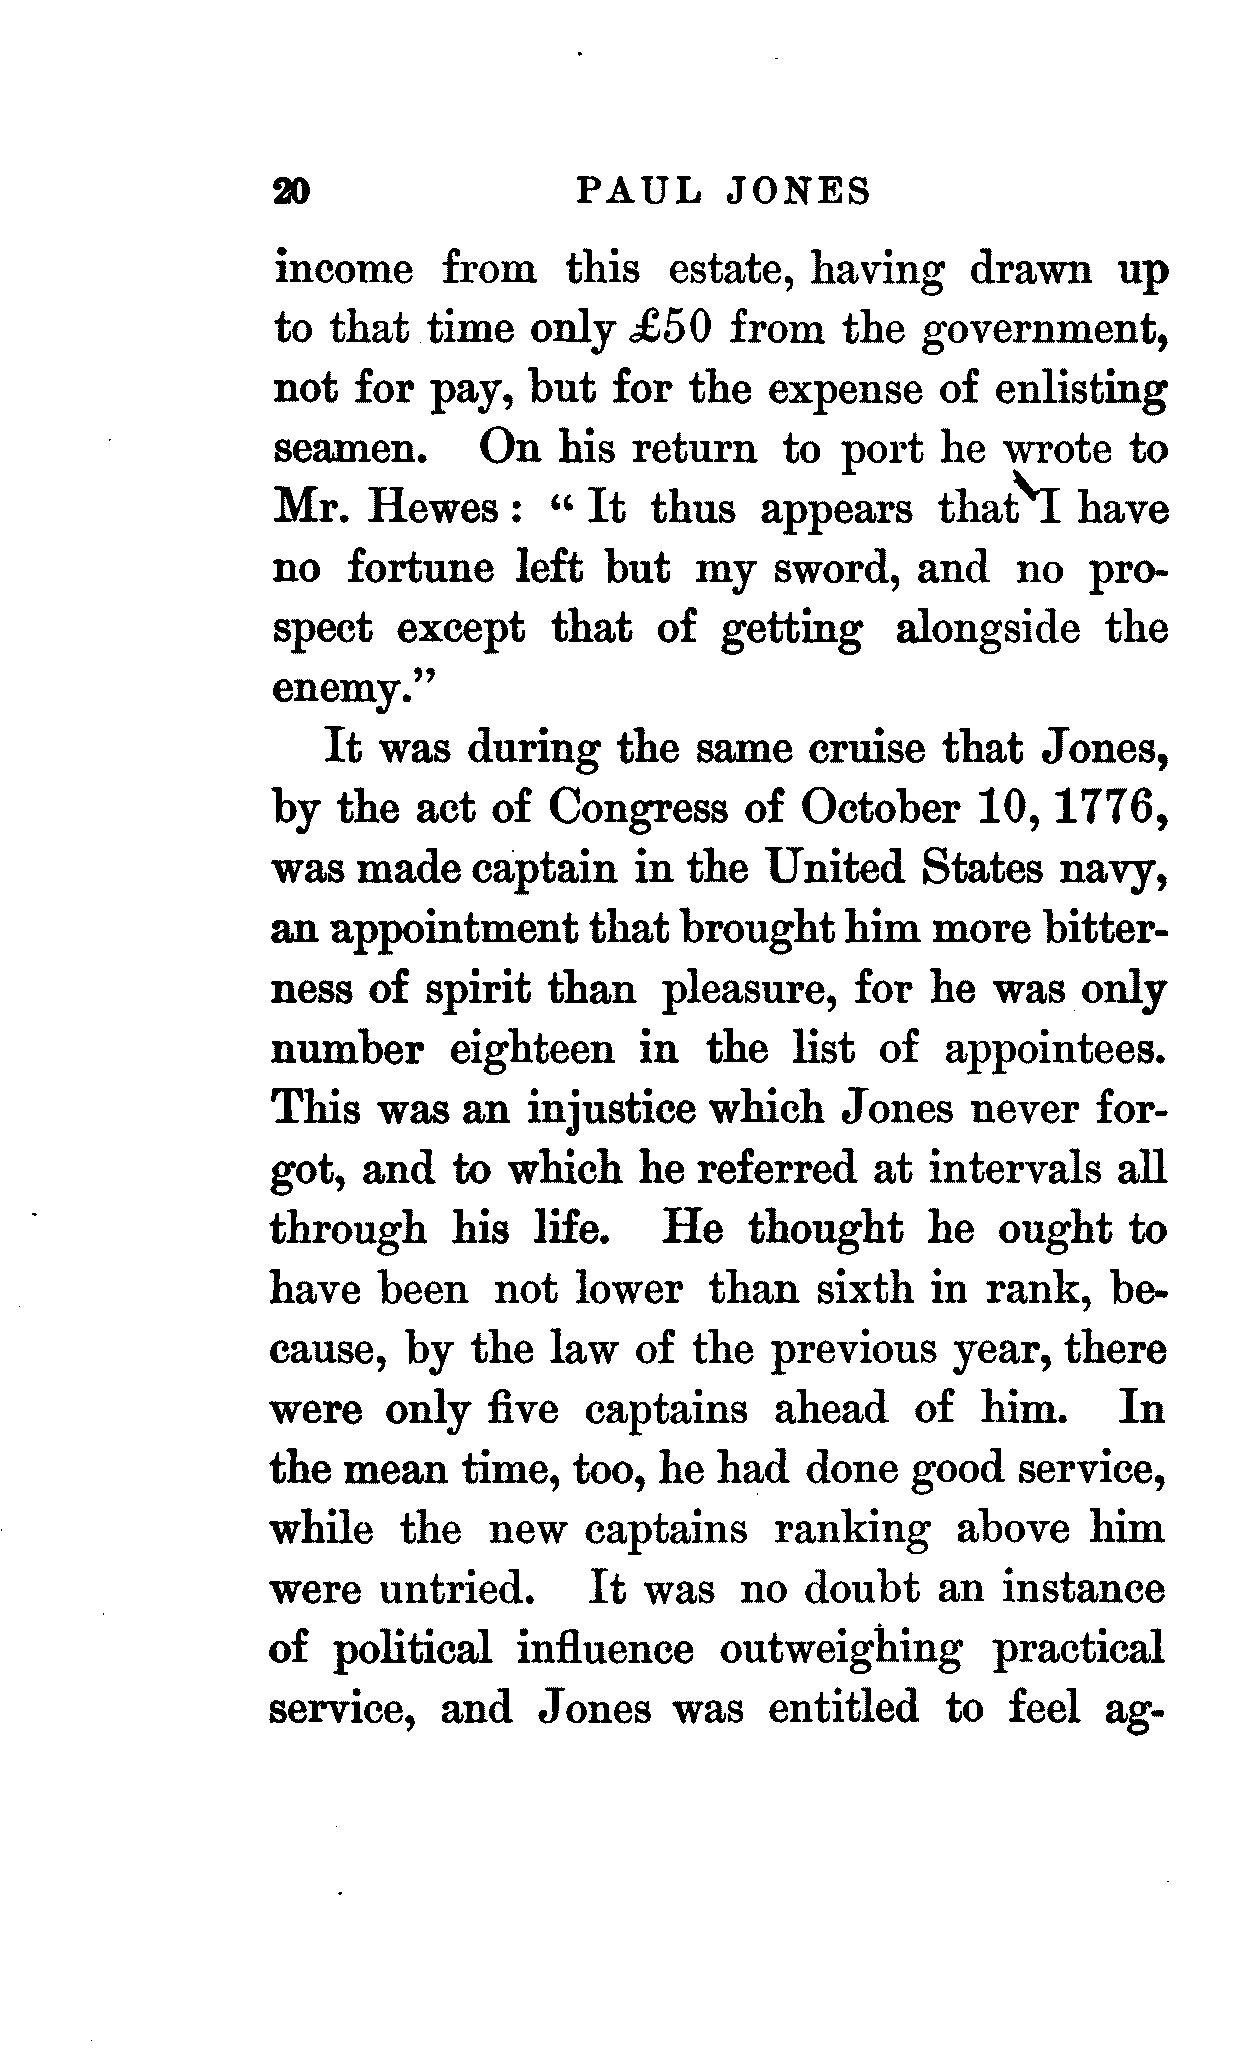 20 PAUL JONES
income from this estate, having drawn up
to that time only £50 from the government,
not for pay, but for the expense of enlisting
seamen. On his return to port he wrote to
Mr. Hewes : “ It thus appears that I have
no fortune left but my sword, and no pro-
spect except that of getting alongside the
enemy.”
It was during the same cruise that Jones,
by the act of Congress of October 10, 1776,
was made captain in the United States navy,
an appointment that brought him more bitter-
ness of spirit than pleasure, for he was only
number eighteen in the list of appointees.
This was an injustice which Jones never for-
got, and to which he referred at intervals all
through his life. He thought he ought to
have been not lower than sixth in rank, be-
cause, by the law of the previous year, there
were only five captains ahead of him. In
the mean time, too, he had done good service,
while the new captains ranking above him
were untried. It was no doubt an instance
of political influence outweighing practical
service, and Jones was entitled to feel ag-